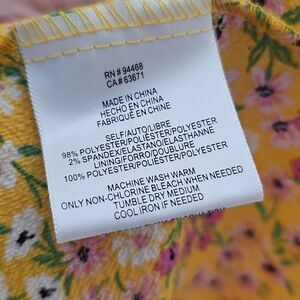 RN # 94468
CA # 63671
MADE IN CHINA
HECHO EN CHINA
FABRIQUÉ EN CHINE
SELF/AUTO/LIBRE
98% POLYESTER/POLIÉSTER/POLYESTER
2% SPANDEX/ELASTANO/ÉLASTHANNE
LINING/FORRO/DOUBLURE
100% POLYESTER/POLIÉSTER/POLYESTER
MACHINE WASH WARM
ONLY NON-CHLORINE BLEACH WHEN NEEDED
TUMBLE DRY MEDIUM
COOL IRON IF NEEDED